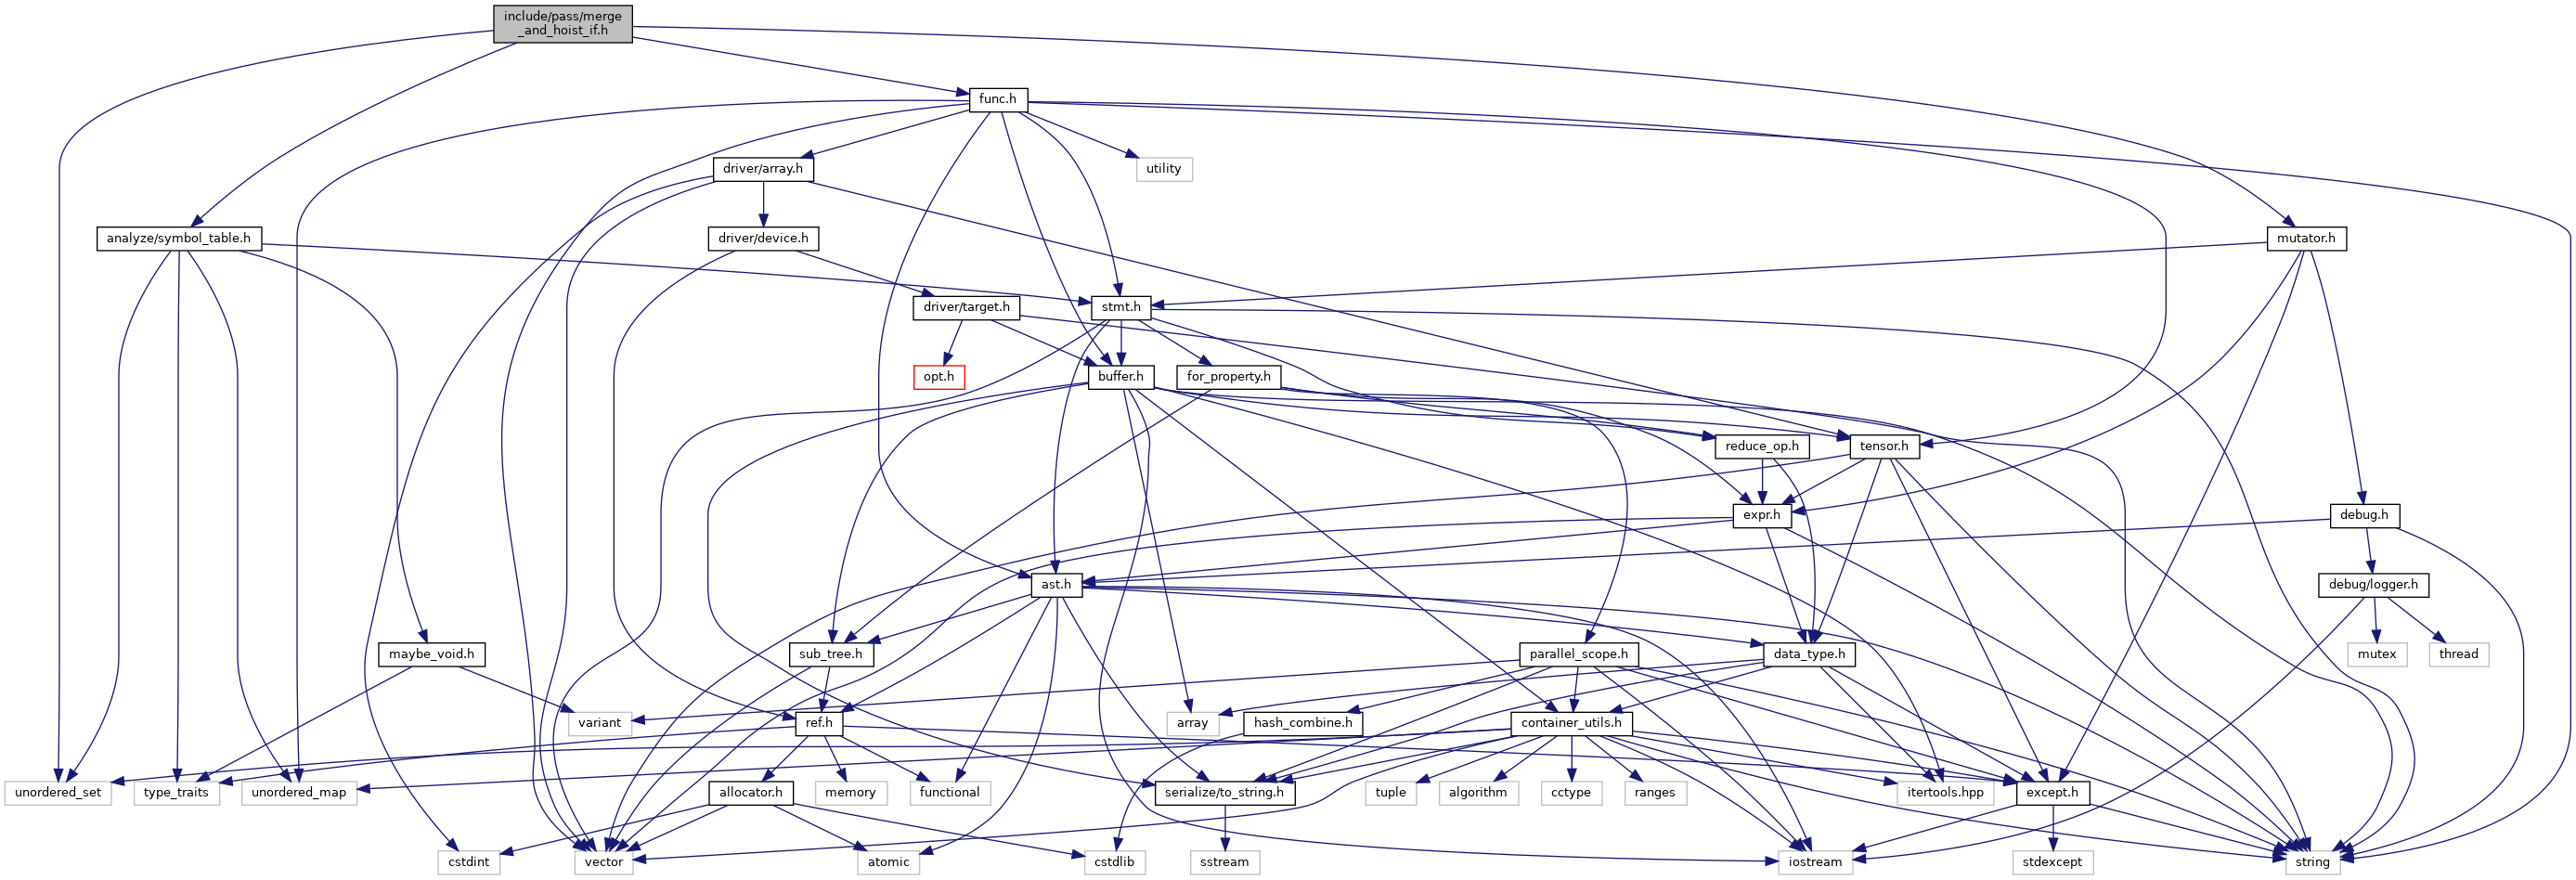 include/pass/merge
_and_hoist_if.h
func.h
driver/array.h
utility
analyze/symbol_table.h
driver/device.h
mutator.h
driver/target.h
stmt.h
opt.h
buffer.h
for_property.h
reduce_op.h
tensor.h
expr.h
debug.h
ast.h
debug/logger.h
maybe_void.h
sub_tree.h
parallel_scope.h
data_type.h
mutex
thread
variant
ref.h
array
hash_combine.h
container_utils.h
unordered_set
type_traits
unordered_map
allocator.h
memory
functional
serialize/to_string.h
tuple
algorithm
cctype
ranges
itertools.hpp
except.h
cstdint
vector
atomic
cstdlib
sstream
iostream
stdexcept
string